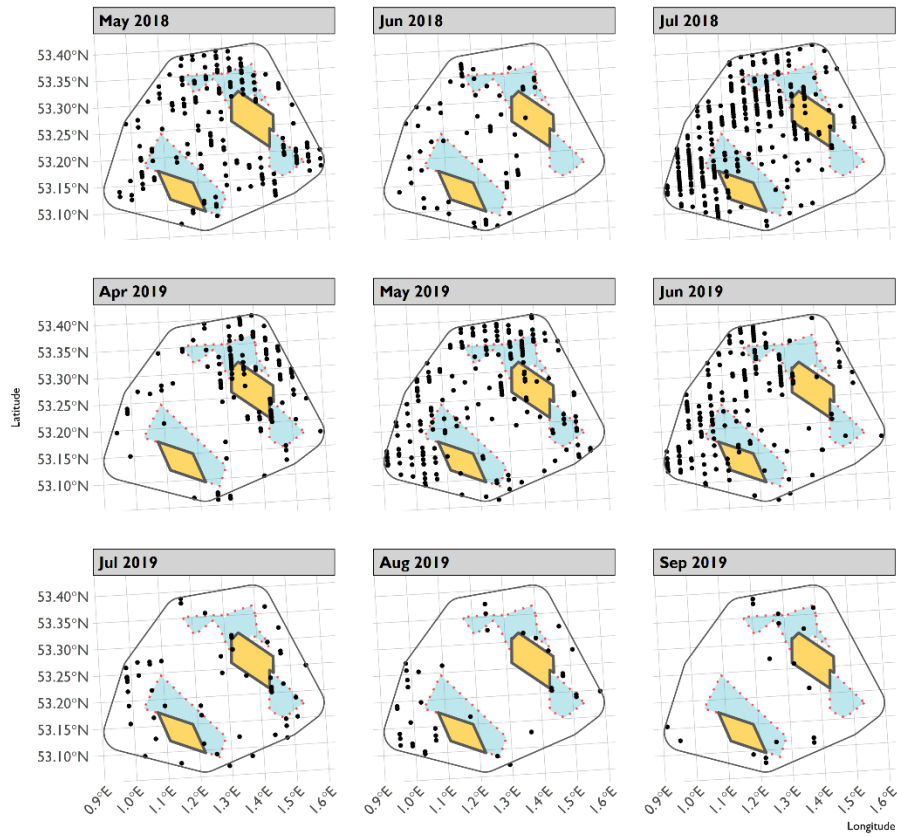 May 2018
Jun 2018
Jul 2018
53.40°N
53.35°N
53.30°N
53.25°N
53.20°N
53.15°N
53.10°N
Apr 2019
May 2019
Jun 2019
53.40°N
53.35°N
53.30°N
53.25°N
53.20°N
53.15°N
53.10°N
Latitude
Jul 2019
Aug 2019
Sep 2019
53.40°N
53.35°N
53.30°N
53.25°N
53.20°N
53.15°N
53.10°N
0.9°E 1.0°E 1.1°E 1.2°E 1.3°E 1.4°E 1.5°E 1.6°E
0.9°E 1.0°E 1.1°E 1.2°E 1.3°E 1.4°E 1.5°E 1.6°E
0.9°E 1.0°E 1.1°E 1.2°E 1.3°E 1.4°E 1.5°E 1.6°E
Longitude